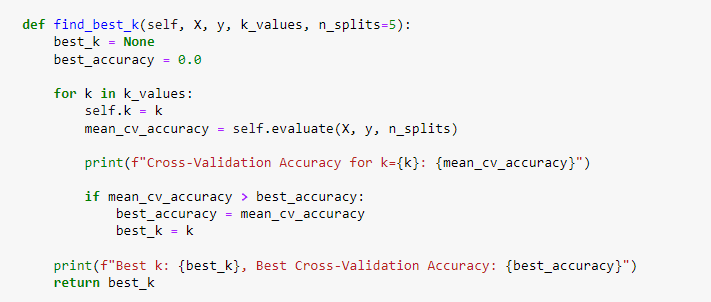 def find_best_k(self, X, y, k_values, n_splits=5):
    best_k = None
    best_accuracy = 0.0
    for k in k_values:
        self.k = k
        mean_cv_accuracy = self.evaluate(X, y, n_splits)
        print(f"Cross-Validation Accuracy for k={k}: {mean_cv_accuracy}")
        if mean_cv_accuracy > best_accuracy:
            best_accuracy = mean_cv_accuracy
            best_k = k
    print(f"Best k: {best_k}, Best Cross-Validation Accuracy: {best_accuracy}")
    return best_k